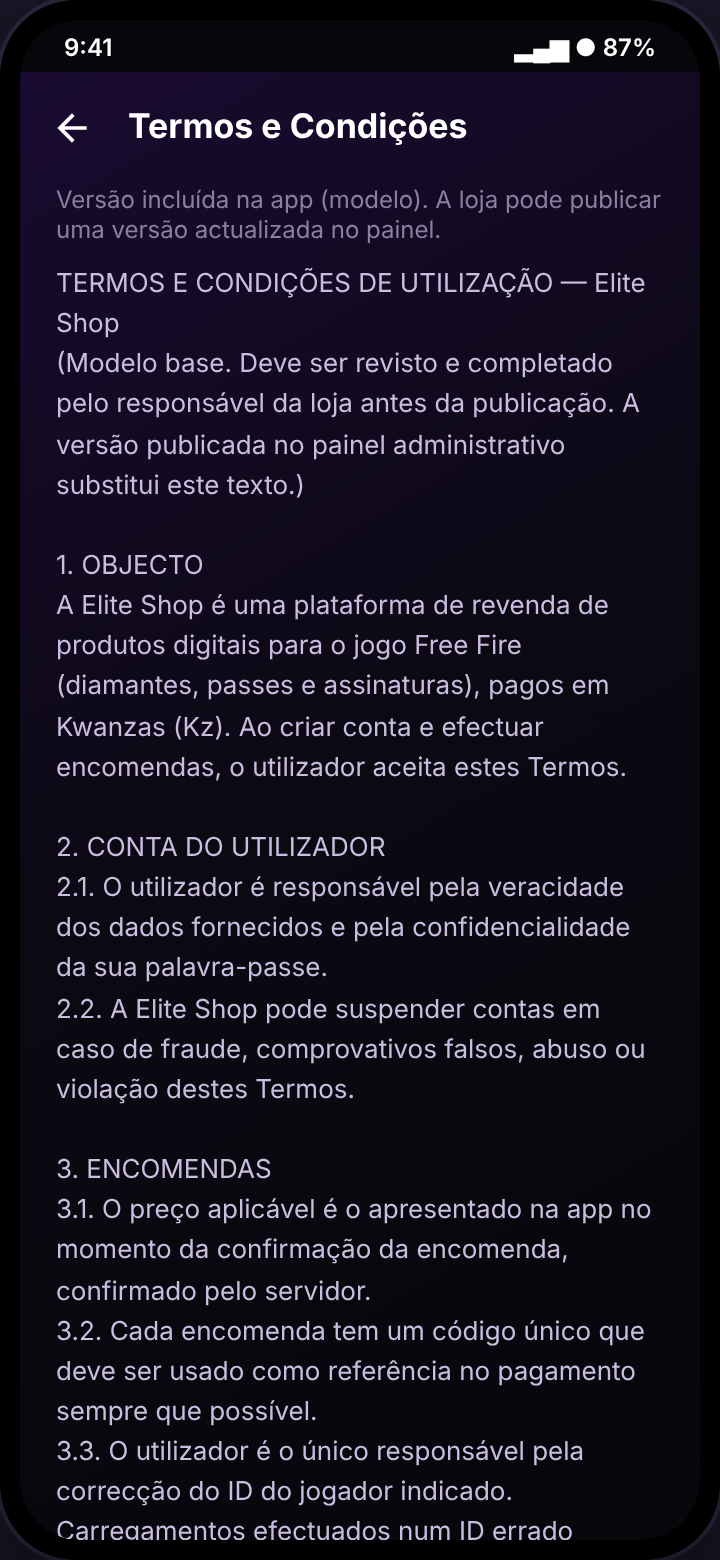 9:41
87%
Termos e Condições
Versão incluída na app (modelo). A loja pode publicar
uma versão actualizada no painel.
TERMOS E CONDIÇÕES DE UTILIZAÇÃO — Elite
Shop
(Modelo base. Deve ser revisto e completado
pelo responsável da loja antes da publicação. A
versão publicada no painel administrativo
substitui este texto.)
1. OBJECTO
A Elite Shop é uma plataforma de revenda de
produtos digitais para o jogo Free Fire
(diamantes, passes e assinaturas), pagos em
Kwanzas (Kz). Ao criar conta e efectuar
encomendas, o utilizador aceita estes Termos.
2. CONTA DO UTILIZADOR
2.1. O utilizador é responsável pela veracidade
dos dados fornecidos e pela confidencialidade
da sua palavra-passe.
2.2. A Elite Shop pode suspender contas em
caso de fraude, comprovativos falsos, abuso ou
violação destes Termos.
3. ENCOMENDAS
3.1. O preço aplicável é o apresentado na app no
momento da confirmação da encomenda,
confirmado pelo servidor.
3.2. Cada encomenda tem um código único que
deve ser usado como referência no pagamento
sempre que possível.
3.3. O utilizador é o único responsável pela
correcção do ID do jogador indicado.
Carregamentos efectuados num ID errado